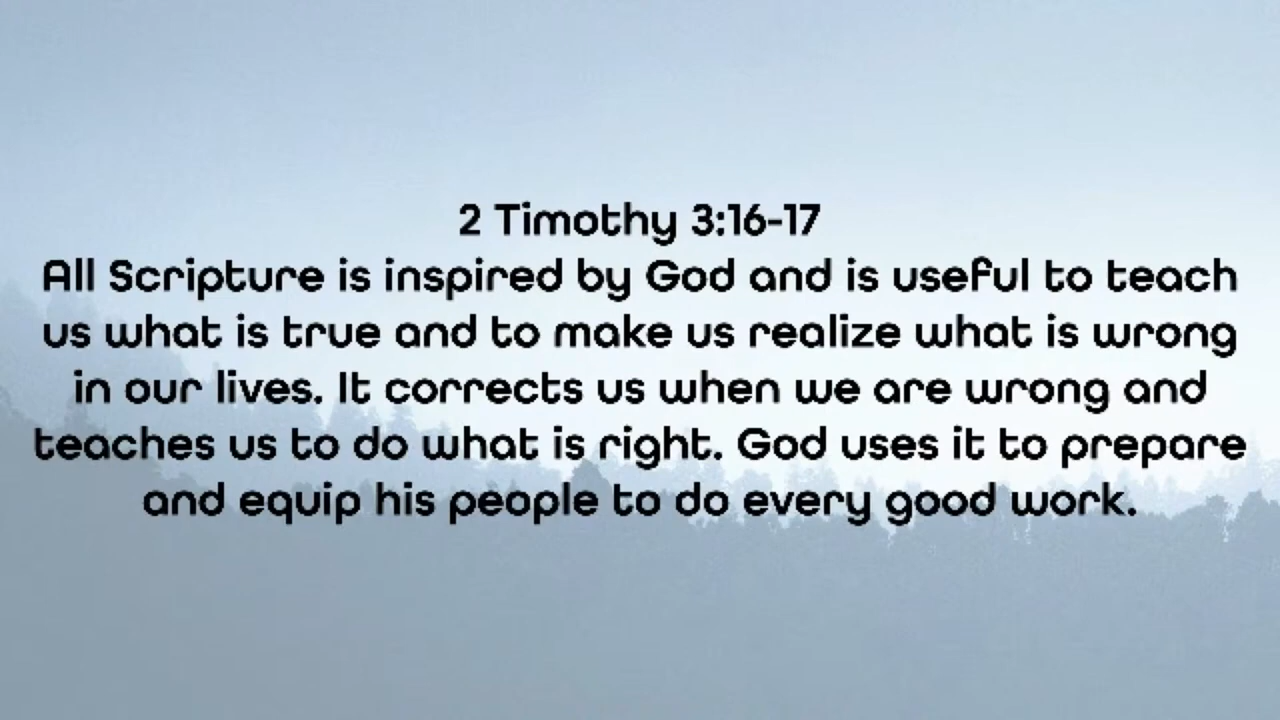 2 Timothy 3:16-17
All Scripture is inspired by God and is useful to teach
us what is true and to make us realize what is wrong
in our lives. It corrects us when we are wrong and
teaches us to do what is right. God uses it to prepare
and equip his people to do every good work.